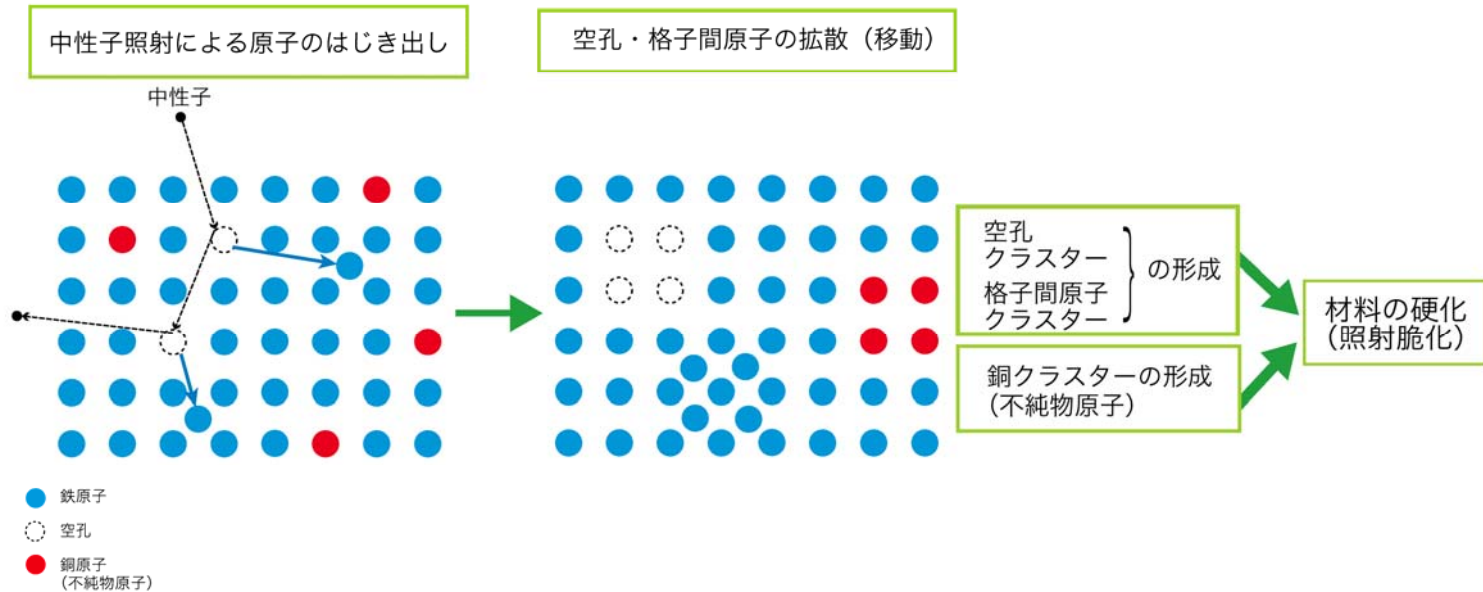 中性子照射による原子のはじき出し
空孔・格子間原子の拡散（移動）
中性子
空孔
クラスター
格子間原子
クラスター
の形成
銅クラスターの形成
(不純物原子)
材料の硬化
(照射脆化)
鉄原子
空孔
銅原子
(不純物原子)